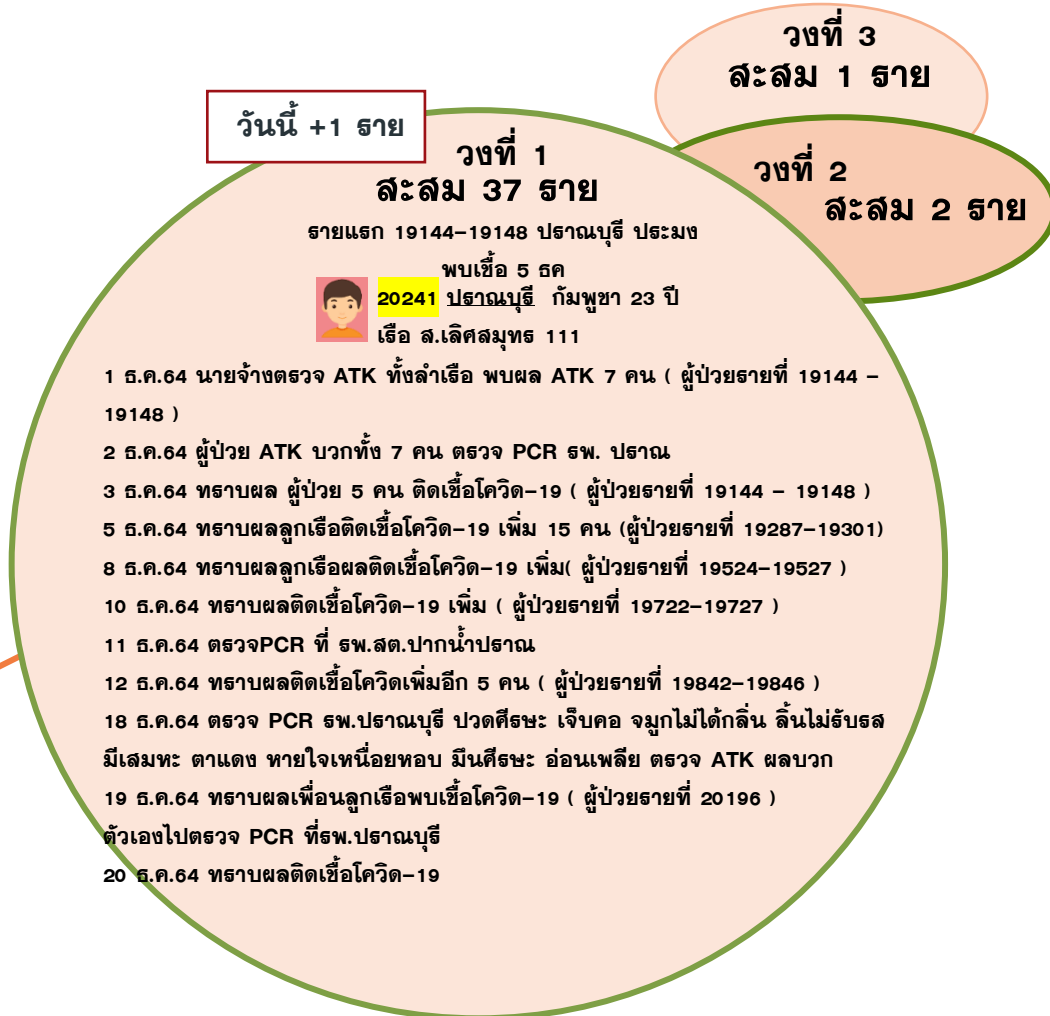 วงที่ 3
สะสม 1 ราย
วันนี้ +1 ราย
วงที่ 1
สะสม 37 ราย
วงที่ 2
สะสม 2 ราย
รายแรก 19144-19148 ปราณบุรี ประมง
พบเชื้อ 5 ธค
20241 ปราณบุรี กัมพูชา 23 ปี
เรือ ส.เลิศสมุทร 111
1 ธ.ค.64 นายจ้างตรวจ ATK ทั้งลำเรือ พบผล ATK 7 คน ( ผู้ป่วยรายที่ 19144 –
19148 )
2 ธ.ค.64 ผู้ป่วย ATK บวกทั้ง 7 คน ตรวจ PCR รพ. ปราณ
3 ธ.ค.64 ทราบผล ผู้ป่วย 5 คน ติดเชื้อโควิด-19 ( ผู้ป่วยรายที่ 19144 – 19148 )
5 ธ.ค.64 ทราบผลลูกเรือติดเชื้อโควิด-19 เพิ่ม 15 คน (ผู้ป่วยรายที่ 19287-19301)
8 ธ.ค.64 ทราบผลลูกเรือผลติดเชื้อโควิด-19 เพิ่ม( ผู้ป่วยรายที่ 19524-19527 )
10 ธ.ค.64 ทราบผลติดเชื้อโควิด-19 เพิ่ม ( ผู้ป่วยรายที่ 19722-19727 )
11 ธ.ค.64 ตรวจPCR ที่ รพ.สต.ปากน้ำปราณ
12 ธ.ค.64 ทราบผลติดเชื้อโควิดเพิ่มอีก 5 คน ( ผู้ป่วยรายที่ 19842-19846 )
18 ธ.ค.64 ตรวจ PCR รพ.ปราณบุรี ปวดศีรษะ เจ็บคอ จมูกไม่ได้กลิ่น ลิ้นไม่รับรส
มีเสมหะ ตาแดง หายใจเหนื่อยหอบ มึนศีรษะ อ่อนเพลีย ตรวจ ATK ผลบวก
19 ธ.ค.64 ทราบผลเพื่อนลูกเรือพบเชื้อโควิด-19 ( ผู้ป่วยรายที่ 20196 )
ตัวเองไปตรวจ PCR ที่รพ.ปราณบุรี
20 ธ.ค.64 ทราบผลติดเชื้อโควิด-19